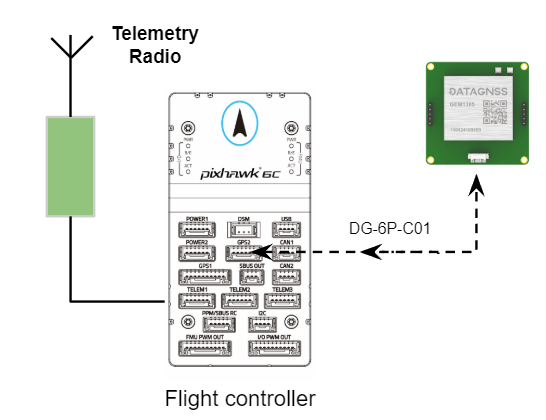 Telemetry
Radio
DATAGNSS
GEM1305
PWR
PWR
B/E
B/E
ACT
ACT
pixhawk 6C
POWER1
DSM
USB
POWER2
GPS2
CAN1
GPS1
SBUS OUT
CAN2
TELEM1
TELEM2
TELEM3
PPM/SBUS RC
I2C
FMU PWM OUT
I/O PWM OUT
DG-6P-C01
Flight controller